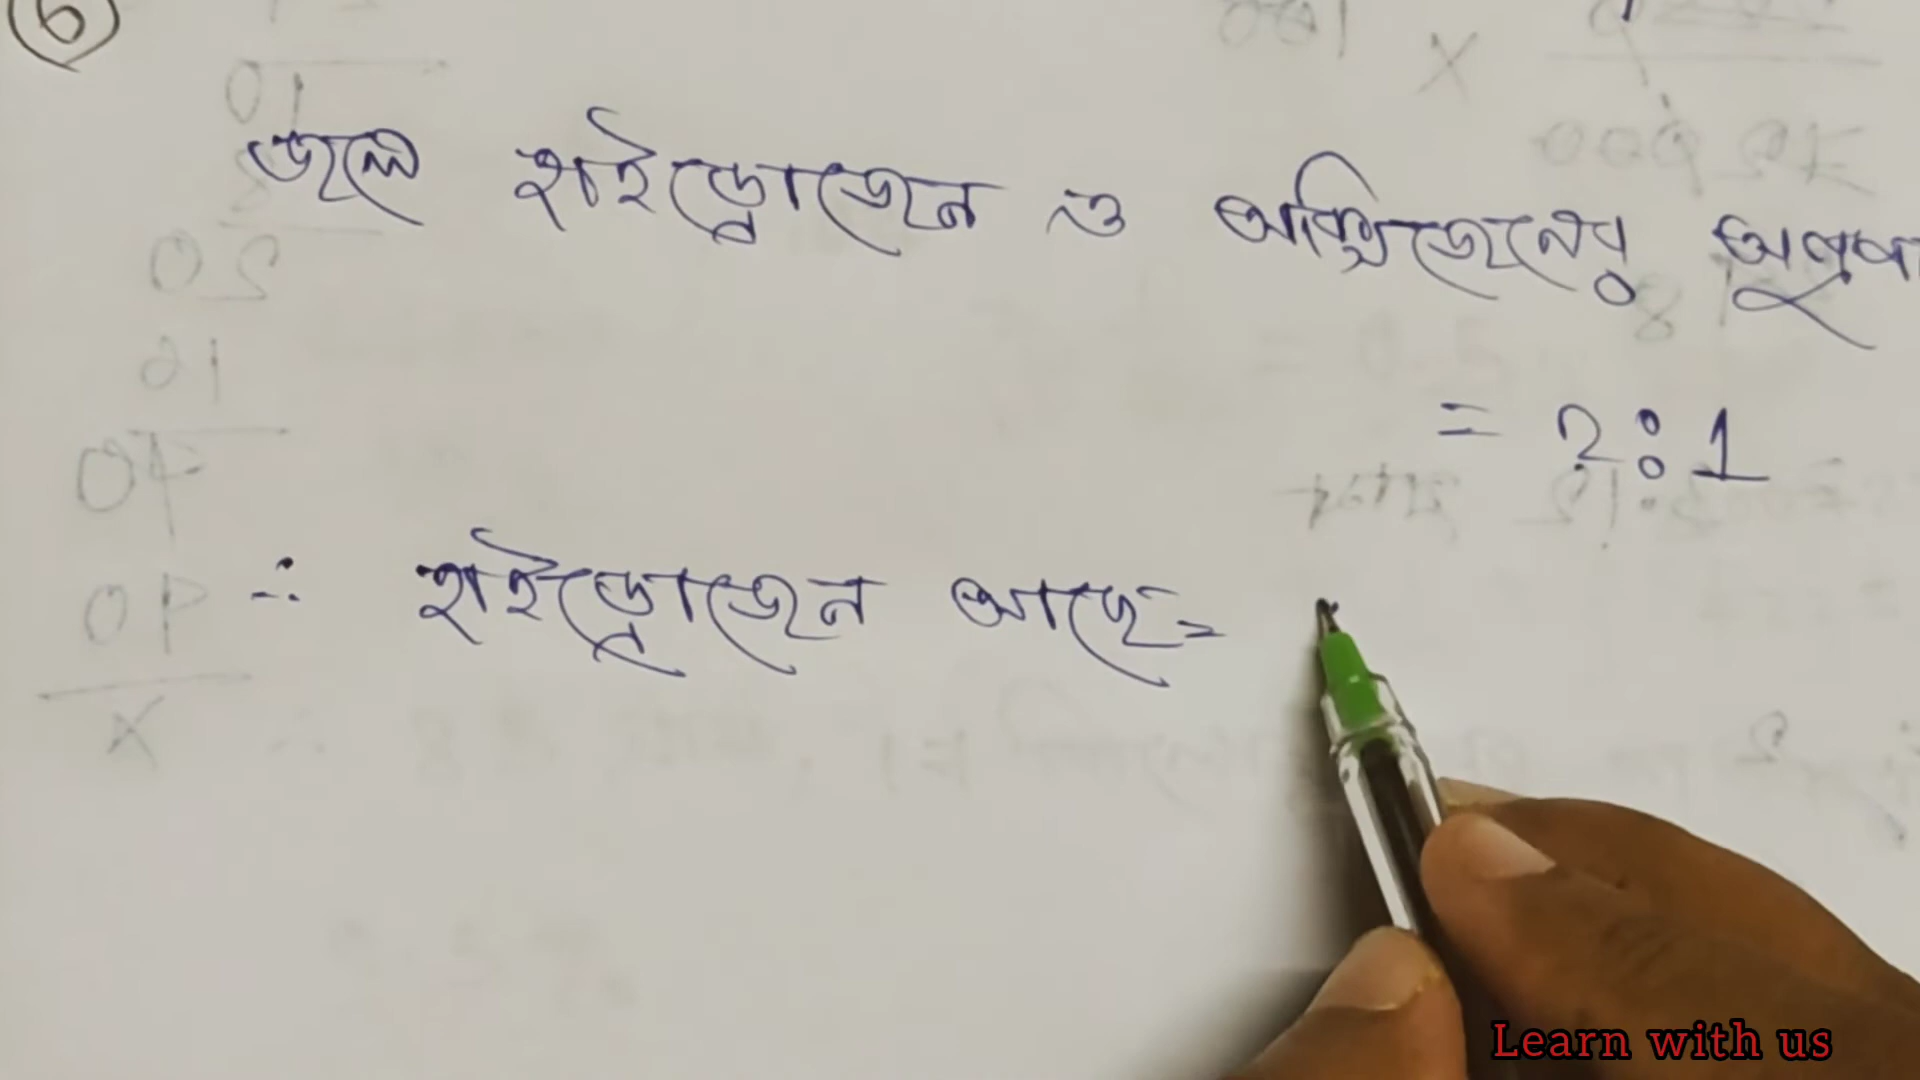 6
জলে হাইড্রোজেন ও অক্সিজেনের অনুপা
= 2:1
∴ হাইড্রোজেন আছে=
Learn with us